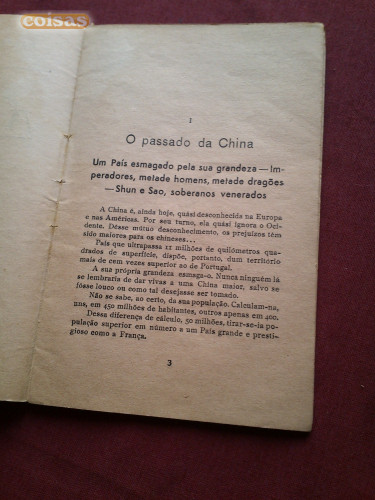 coisas
I
O passado da China
Um País esmagado pela sua grandeza — Im-
peradores, metade homens, metade dragões
— Shun e Sao, soberanos venerados
A China é, ainda hoje, quási desconhecida na Europa
e nas Américas. Por seu turno, ela quási ignora o Oci-
dente. Dêsse mútuo desconhecimento, os prejuízos têm
sido maiores para os chineses...
País que ultrapassa 11 milhões de quilómetros qua-
drados de superfície, dispõe, portanto, dum território
mais de cem vezes superior ao de Portugal.
A sua própria grandeza esmaga-o. Nunca ninguém lá
se lembraria de dar vivas a uma China maior, salvo se
fôsse louco ou como tal desejasse ser tomado.
Não se sabe, ao certo, da sua população. Calculam-na,
uns, em 450 milhões de habitantes, outros apenas em 400.
Dessa diferença de cálculo, 50 milhões, tirar-se-ia po-
pulação superior em número a um País grande e presti-
gioso como a França.
3